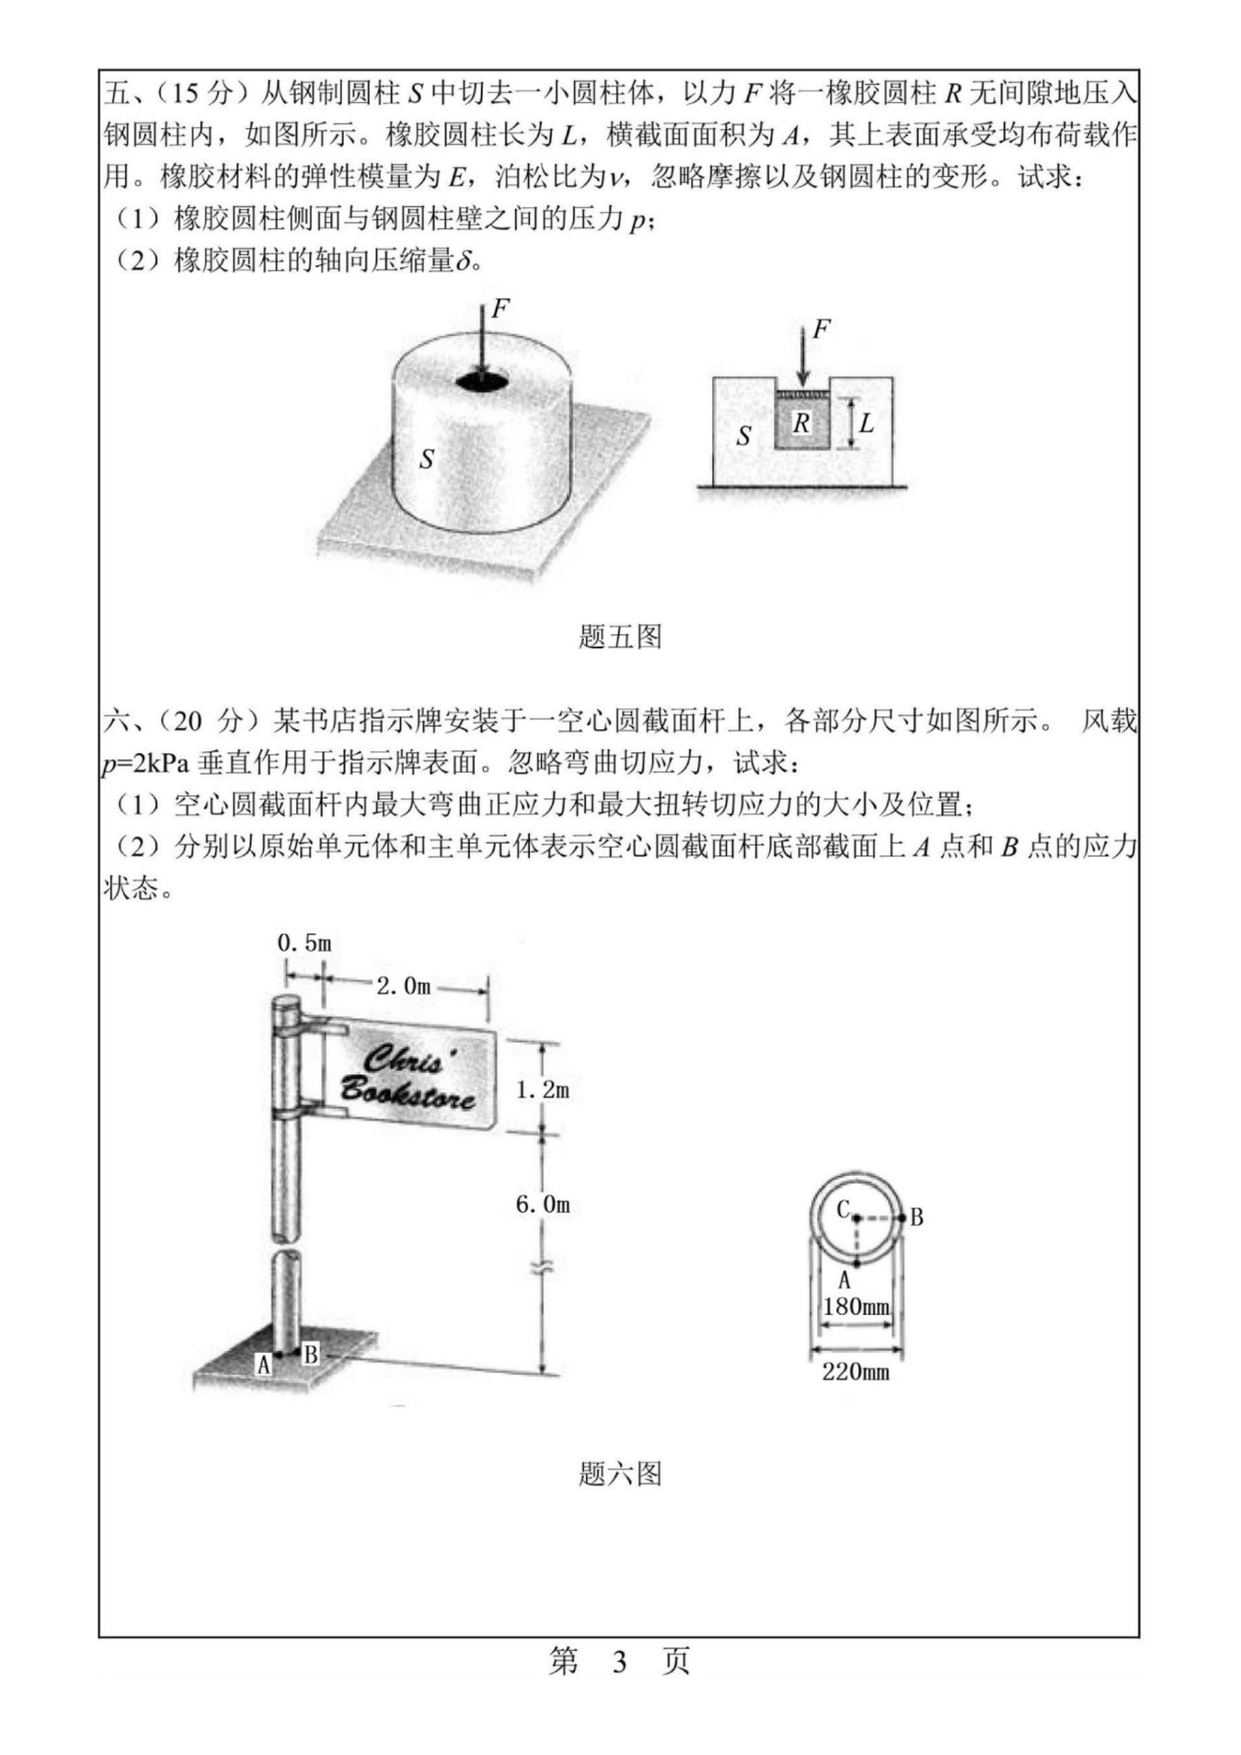 五、（15 分）从钢制圆柱 S 中切去一小圆柱体，以力 F 将一橡胶圆柱 R 无间隙地压入
钢圆柱内，如图所示。橡胶圆柱长为 L，横截面面积为 A，其上表面承受均布荷载作
用。橡胶材料的弹性模量为 E，泊松比为ν，忽略摩擦以及钢圆柱的变形。试求：
（1）橡胶圆柱侧面与钢圆柱壁之间的压力 p；
（2）橡胶圆柱的轴向压缩量δ。
F
S
F
R
S
L
题五图
六、（20 分）某书店指示牌安装于一空心圆截面杆上，各部分尺寸如图所示。 风载
p=2kPa 垂直作用于指示牌表面。忽略弯曲切应力，试求：
（1）空心圆截面杆内最大弯曲正应力和最大扭转切应力的大小及位置；
（2）分别以原始单元体和主单元体表示空心圆截面杆底部截面上 A 点和 B 点的应力
状态。
0.5m
2.0m
Chris'
Bookstore
1.2m
6.0m
A
B
C
B
A
180mm
220mm
题六图
第 3 页